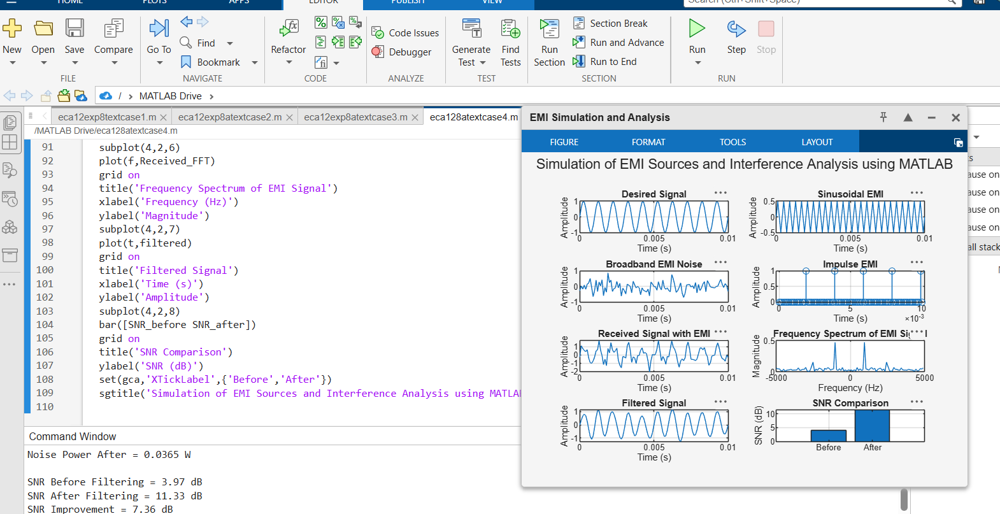 HOME PLOTS APPS EDITOR PUBLISH VIEW Search (Ctrl+Shift+Space)
New Open Save Compare
FILE
Go To Find Bookmark
NAVIGATE
Refactor
CODE
Code Issues
Debugger
ANALYZE
Generate Test
Find Tests
TEST
Run Section
Section Break
Run and Advance
Run to End
SECTION
Run Step Stop
RUN
/ › MATLAB Drive ›
eca12exp8textcase1.m eca12exp8atextcase2.m eca12exp8atextcase3.m eca128atextcase4.m
/MATLAB Drive/eca128atextcase4.m
91 subplot(4,2,6)
92 plot(f,Received_FFT)
93 grid on
94 title('Frequency Spectrum of EMI Signal')
95 xlabel('Frequency (Hz)')
96 ylabel('Magnitude')
97 subplot(4,2,7)
98 plot(t,filtered)
99 grid on
100 title('Filtered Signal')
101 xlabel('Time (s)')
102 ylabel('Amplitude')
103 subplot(4,2,8)
104 bar([SNR_before SNR_after])
105 grid on
106 title('SNR Comparison')
107 ylabel('SNR (dB)')
108 set(gca,'XTickLabel',{'Before','After'})
109 sgtitle('Simulation of EMI Sources and Interference Analysis using MATLA
110
Command Window
Noise Power After = 0.0365 W
SNR Before Filtering = 3.97 dB
SNR After Filtering = 11.33 dB
SNR Improvement = 7.36 dB
EMI Simulation and Analysis
FIGURE FORMAT TOOLS LAYOUT
Simulation of EMI Sources and Interference Analysis using MATLAB
Desired Signal
Amplitude
1
0
-1
0 0.005 0.01
Time (s)
Sinusoidal EMI
Amplitude
0.5
0
-0.5
0 0.005 0.01
Time (s)
Broadband EMI Noise
Amplitude
1
0
-1
0 0.005 0.01
Time (s)
Impulse EMI
Amplitude
1
0.5
0
0 5 10
Time (s)
×10-3
Received Signal with EMI
Amplitude
1
0
-1
-2
0 0.005 0.01
Time (s)
Frequency Spectrum of EMI Si
Magnitude
0.5
0
-5000 0 5000
Frequency (Hz)
Filtered Signal
Amplitude
1
0
-1
0 0.005 0.01
Time (s)
SNR Comparison
SNR (dB)
10
5
0
Before After
ause on
ause on
ause on
ause on
all stack